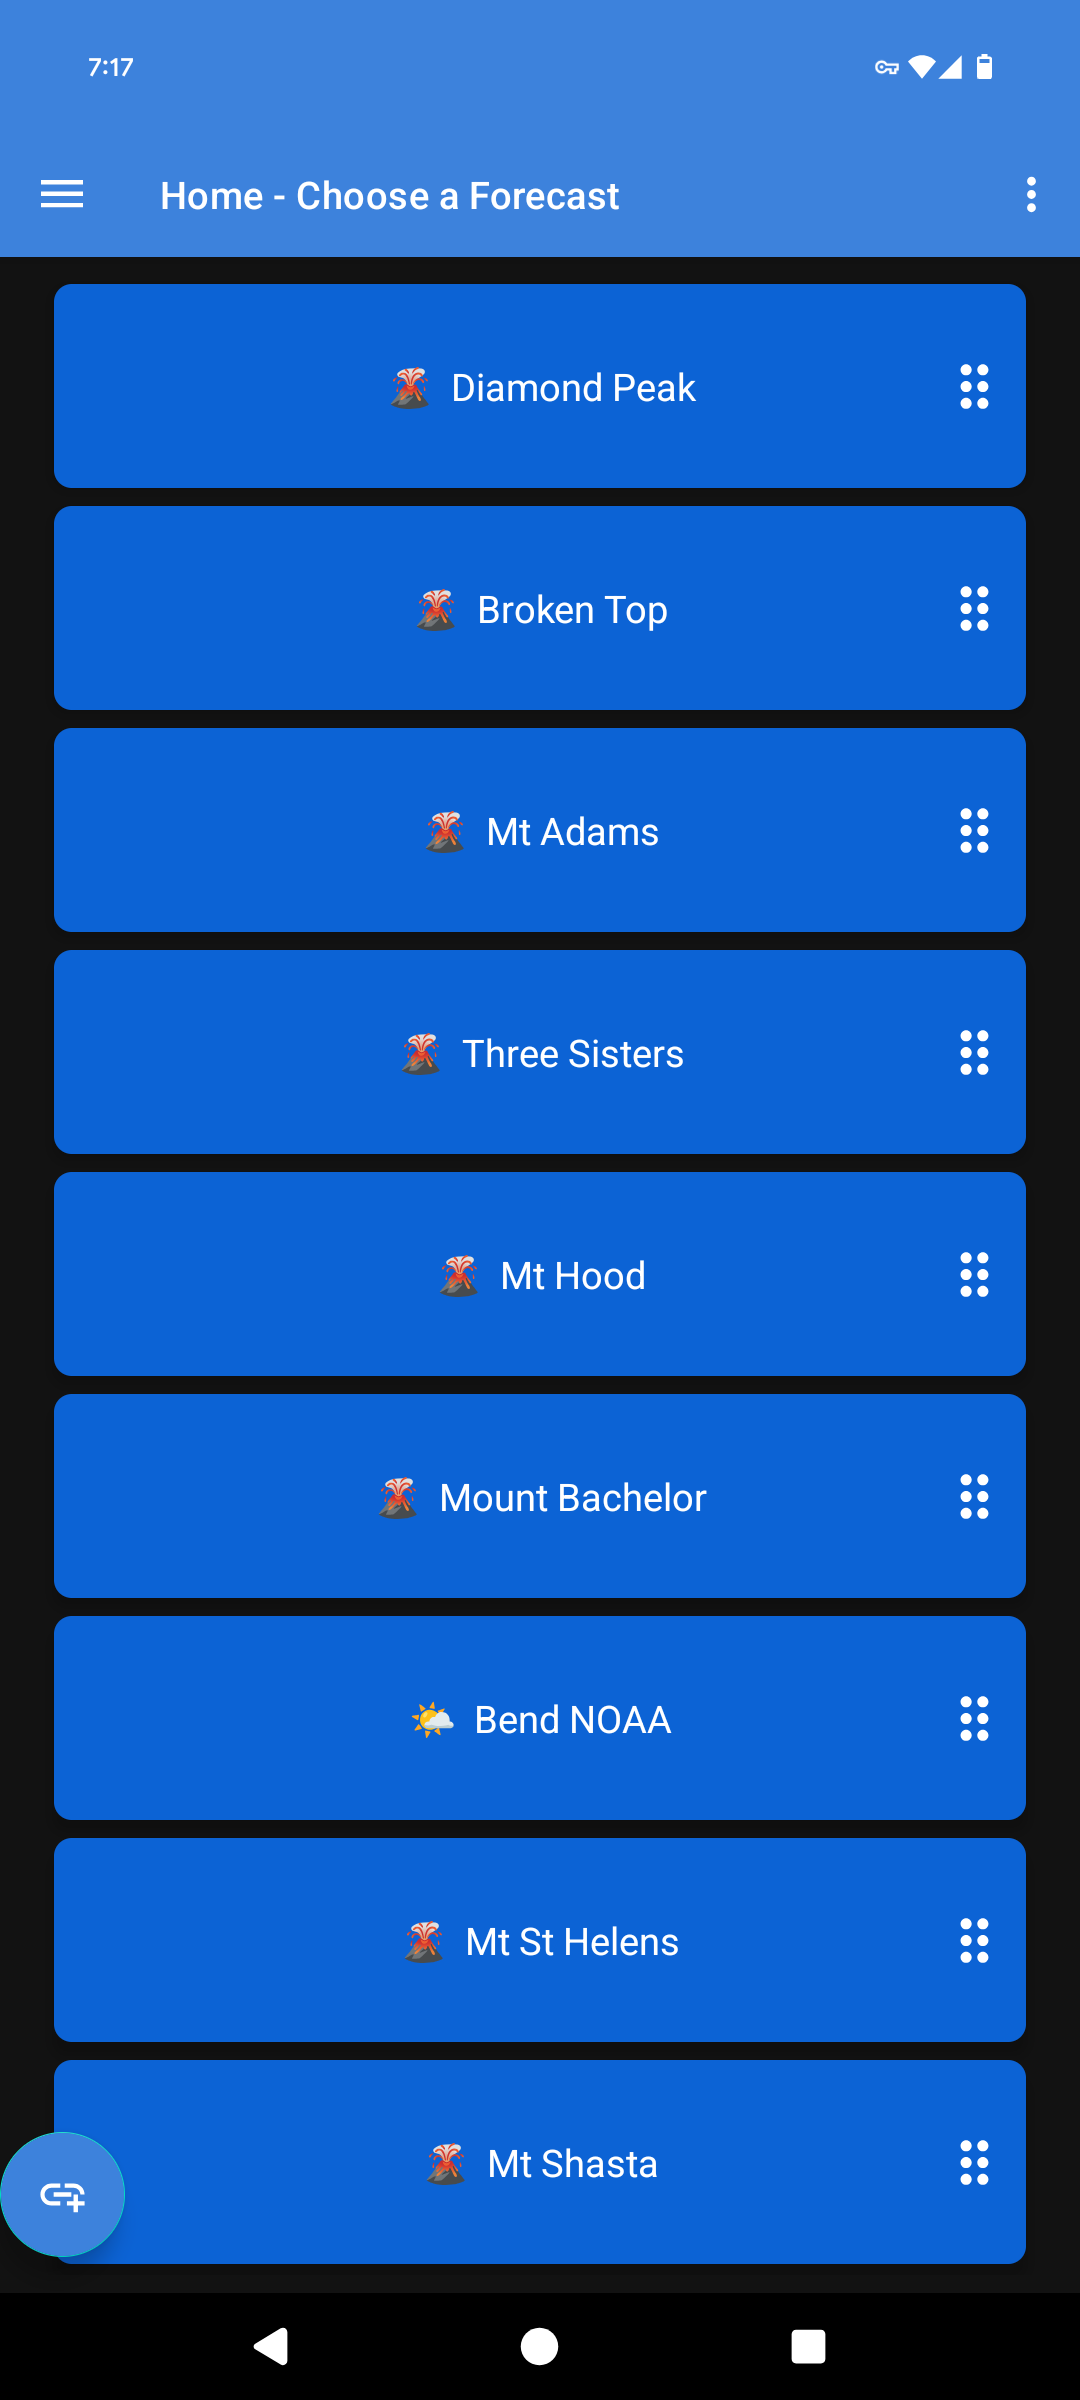 7:17
Home - Choose a Forecast
🌋 Diamond Peak
🌋 Broken Top
🌋 Mt Adams
🌋 Three Sisters
🌋 Mt Hood
🌋 Mount Bachelor
🌤️ Bend NOAA
🌋 Mt St Helens
🌋 Mt Shasta